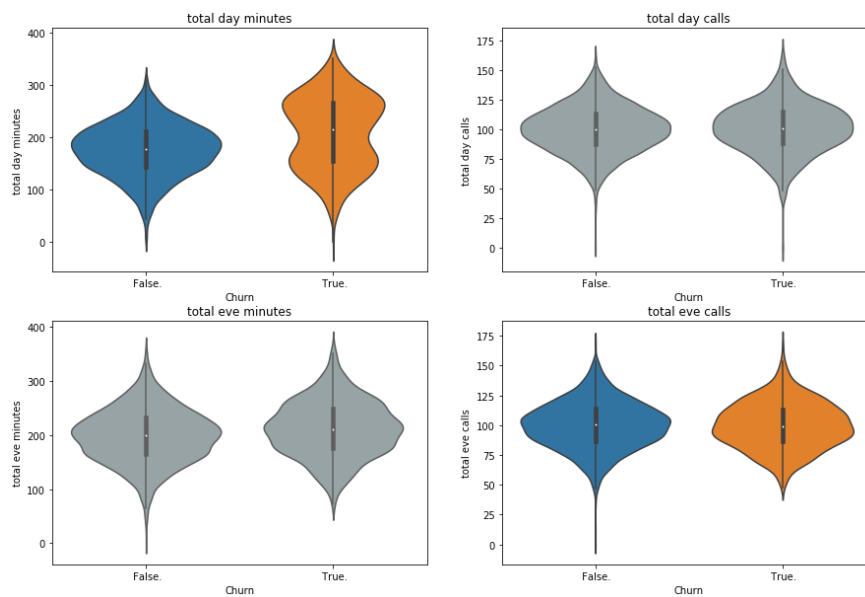 total day minutes
total day minutes
400
300
200
100
0
False.
True.
Churn
total day calls
total day calls
175
150
125
100
75
50
25
0
False.
True.
Churn
total eve minutes
total eve minutes
400
300
200
100
0
False.
True.
Churn
total eve calls
total eve calls
175
150
125
100
75
50
25
0
False.
True.
Churn